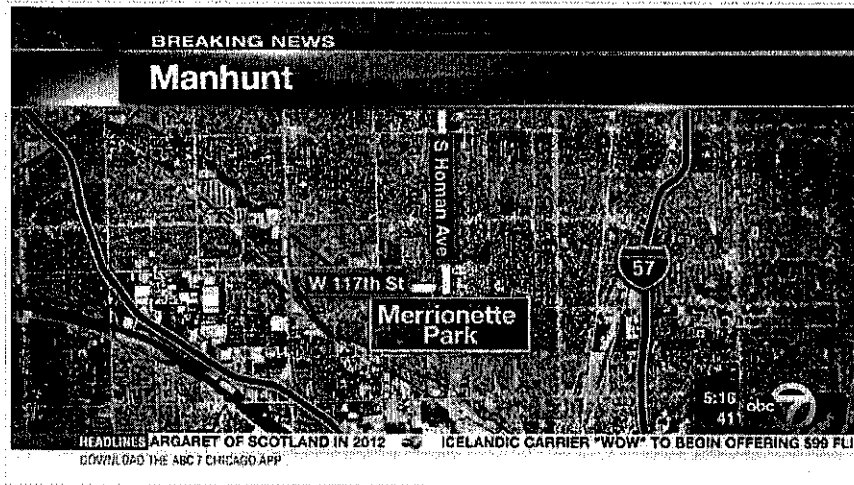 BREAKING NEWS
Manhunt
S Homan Ave
57
W 117th St
Merrionette
Park
5:16
41°
abc
7
HEADLINES ARGARET OF SCOTLAND IN 2012 ICELANDIC CARRIER "WOW" TO BEGIN OFFERING $99 FLI
DOWNLOAD THE ABC 7 CHICAGO APP